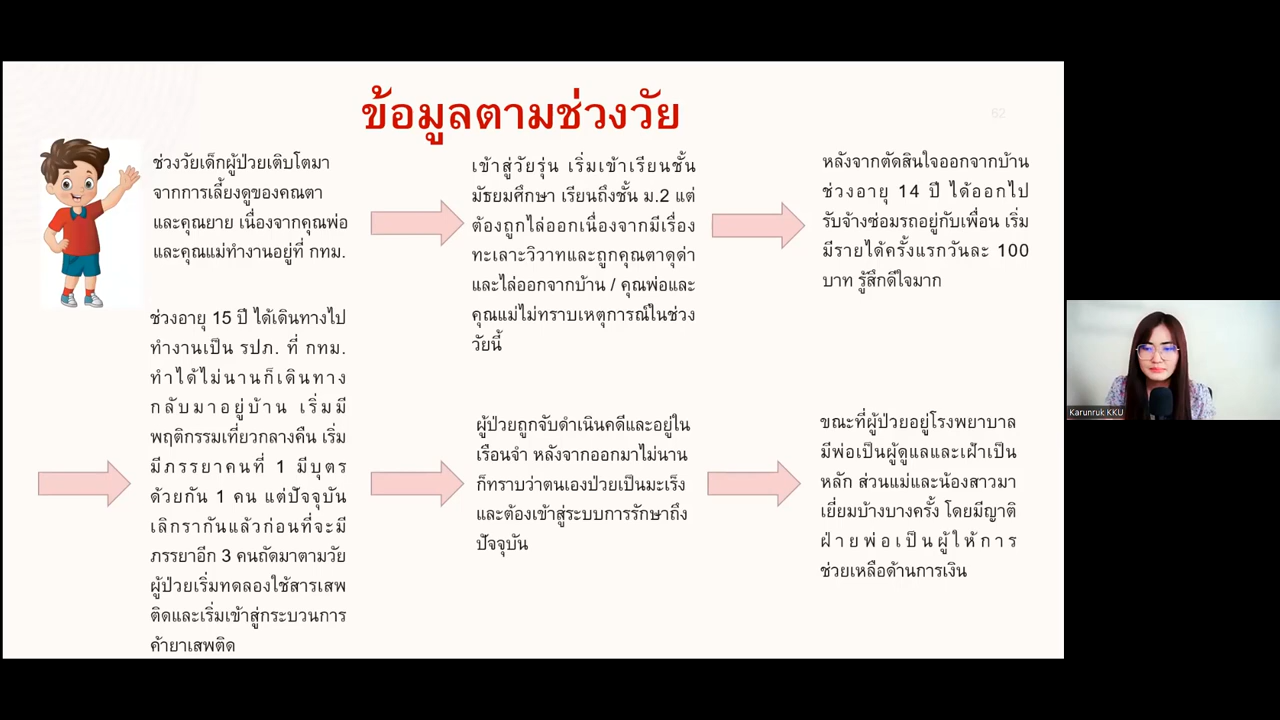 ข้อมูลตามช่วงวัย
62
ช่วงวัยเด็กผู้ป่วยเติบโตมา
จากการเลี้ยงดูของคณตา
และคุณยาย เนื่องจากคุณพ่อ
และคุณแม่ทำงานอยู่ที่ กทม.
เข้าสู่วัยรุ่น เริ่มเข้าเรียนชั้น
มัธยมศึกษา เรียนถึงชั้น ม.2 แต่
ต้องถูกไล่ออกเนื่องจากมีเรื่อง
ทะเลาะวิวาทและถูกคุณตาดุด่า
และไล่ออกจากบ้าน / คุณพ่อและ
คุณแม่ไม่ทราบเหตุการณ์ในช่วง
วัยนี้
หลังจากตัดสินใจออกจากบ้าน
ช่วงอายุ 14 ปี ได้ออกไป
รับจ้างซ่อมรถอยู่กับเพื่อน เริ่ม
มีรายได้ครั้งแรกวันละ 100
บาท รู้สึกดีใจมาก
ช่วงอายุ 15 ปี ได้เดินทางไป
ทำงานเป็น รปภ. ที่ กทม.
ทำได้ไม่นานก็เดินทาง
กลับมาอยู่บ้าน เริ่มมี
พฤติกรรมเที่ยวกลางคืน เริ่ม
มีภรรยาคนที่ 1 มีบุตร
ด้วยกัน 1 คน แต่ปัจจุบัน
เลิกรากันแล้วก่อนที่จะมี
ภรรยาอีก 3 คนถัดมาตามวัย
ผู้ป่วยเริ่มทดลองใช้สารเสพ
ติดและเริ่มเข้าสู่กระบวนการ
ค้ายาเสพติด
ผู้ป่วยถูกจับดำเนินคดีและอยู่ใน
เรือนจำ หลังจากออกมาไม่นาน
ก็ทราบว่าตนเองป่วยเป็นมะเร็ง
และต้องเข้าสู่ระบบการรักษาถึง
ปัจจุบัน
ขณะที่ผู้ป่วยอยู่โรงพยาบาล
มีพ่อเป็นผู้ดูแลและเฝ้าเป็น
หลัก ส่วนแม่และน้องสาวมา
เยี่ยมบ้างบางครั้ง โดยมีญาติ
ฝ่ายพ่อเป็นผู้ให้การ
ช่วยเหลือด้านการเงิน
Karunruk KKU